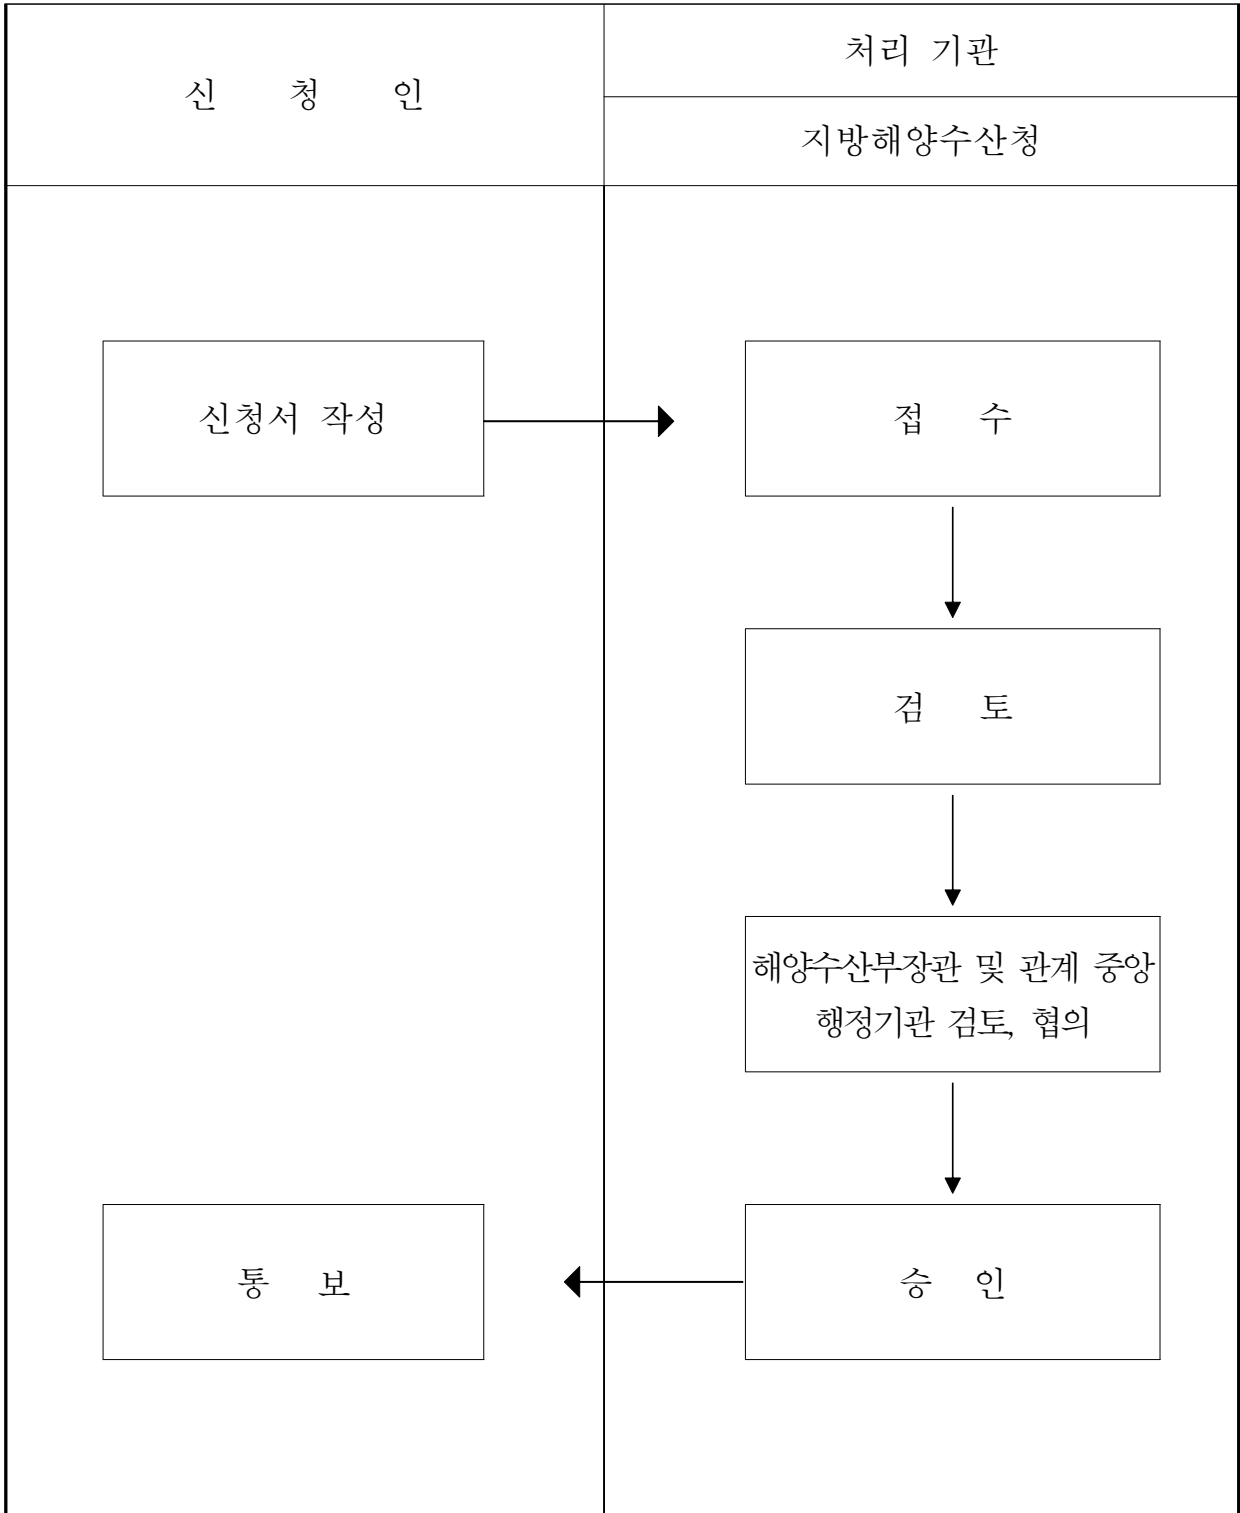 신 청 인
처리 기관
지방해양수산청
신청서 작성
접 수
검 토
해양수산부장관 및 관계 중앙
행정기관 검토, 협의
통 보
승 인